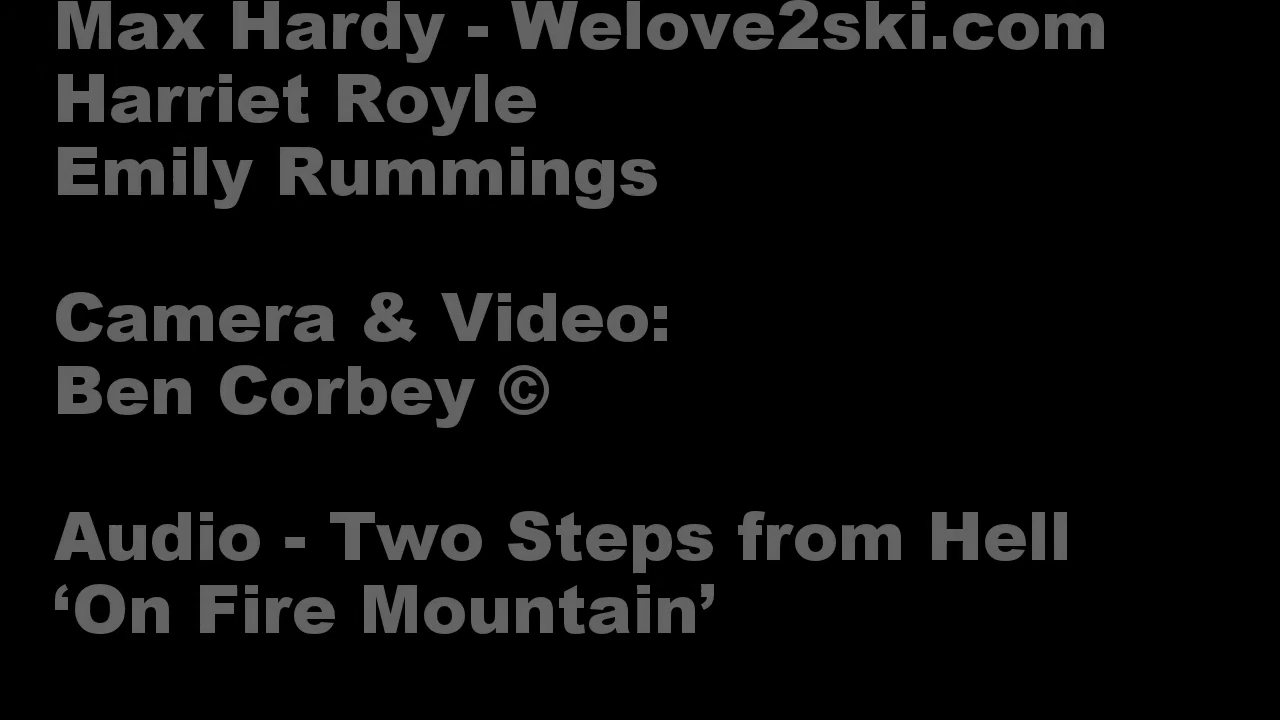 Max Hardy - Welove2ski.com
Harriet Royle
Emily Rummings
Camera & Video:
Ben Corbey ©
Audio - Two Steps from Hell
‘On Fire Mountain’